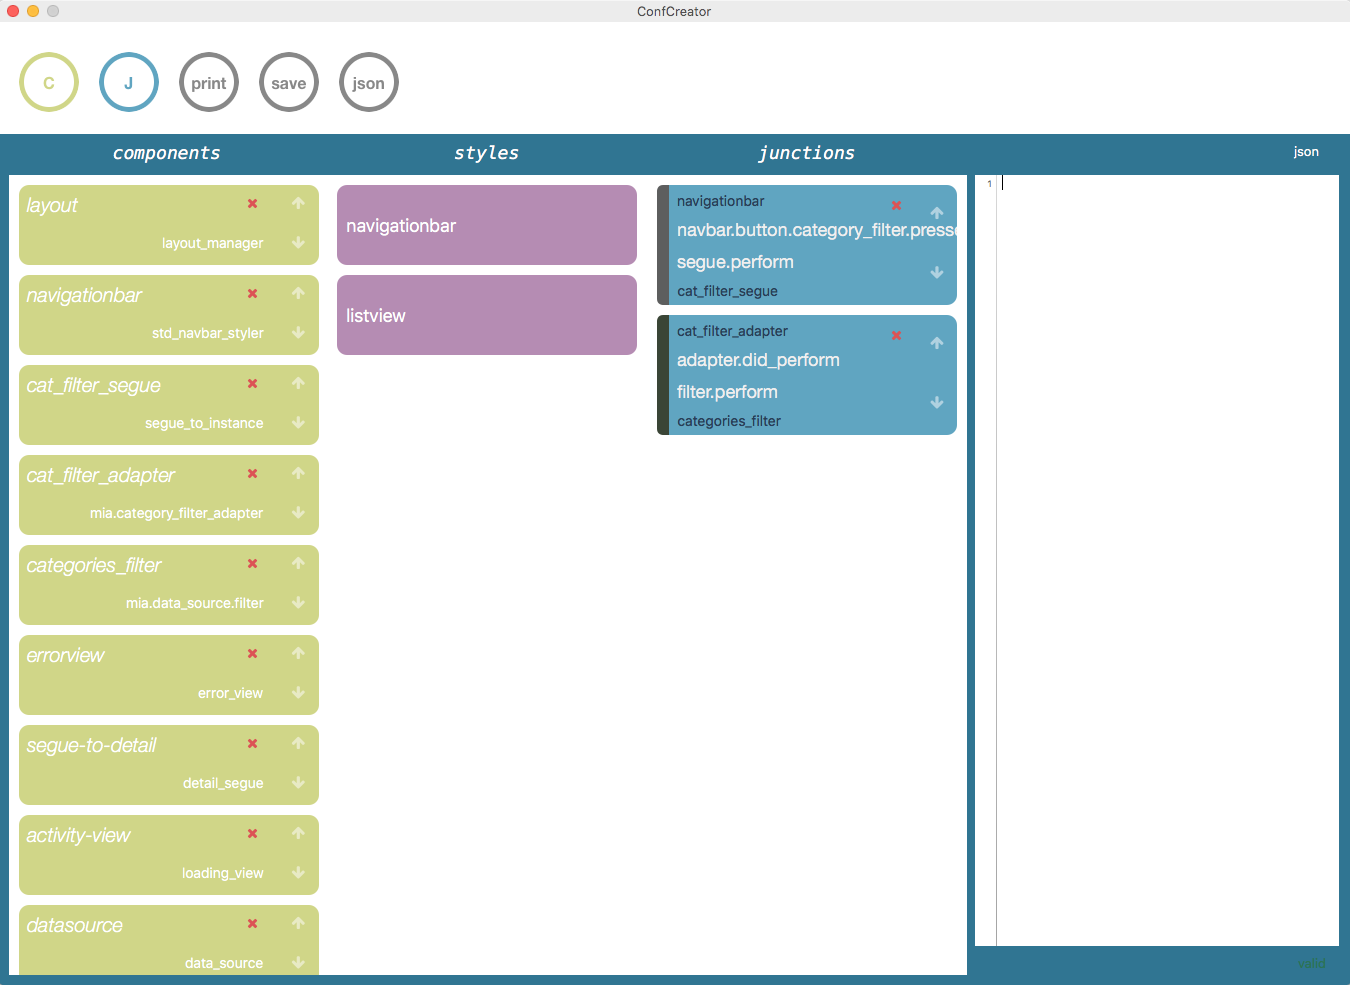 ConfCreator
C
J
print
save
json
components
styles
junctions
json
layout
layout_manager
navigationbar
std_navbar_styler
cat_filter_segue
segue_to_instance
cat_filter_adapter
mia.category_filter_adapter
categories_filter
mia.data_source.filter
errorview
error_view
segue-to-detail
detail_segue
activity-view
loading_view
datasource
data_source
navigationbar
listview
navigationbar
navbar.button.category_filter.presse
segue.perform
cat_filter_segue
cat_filter_adapter
adapter.did_perform
filter.perform
categories_filter
1
valid